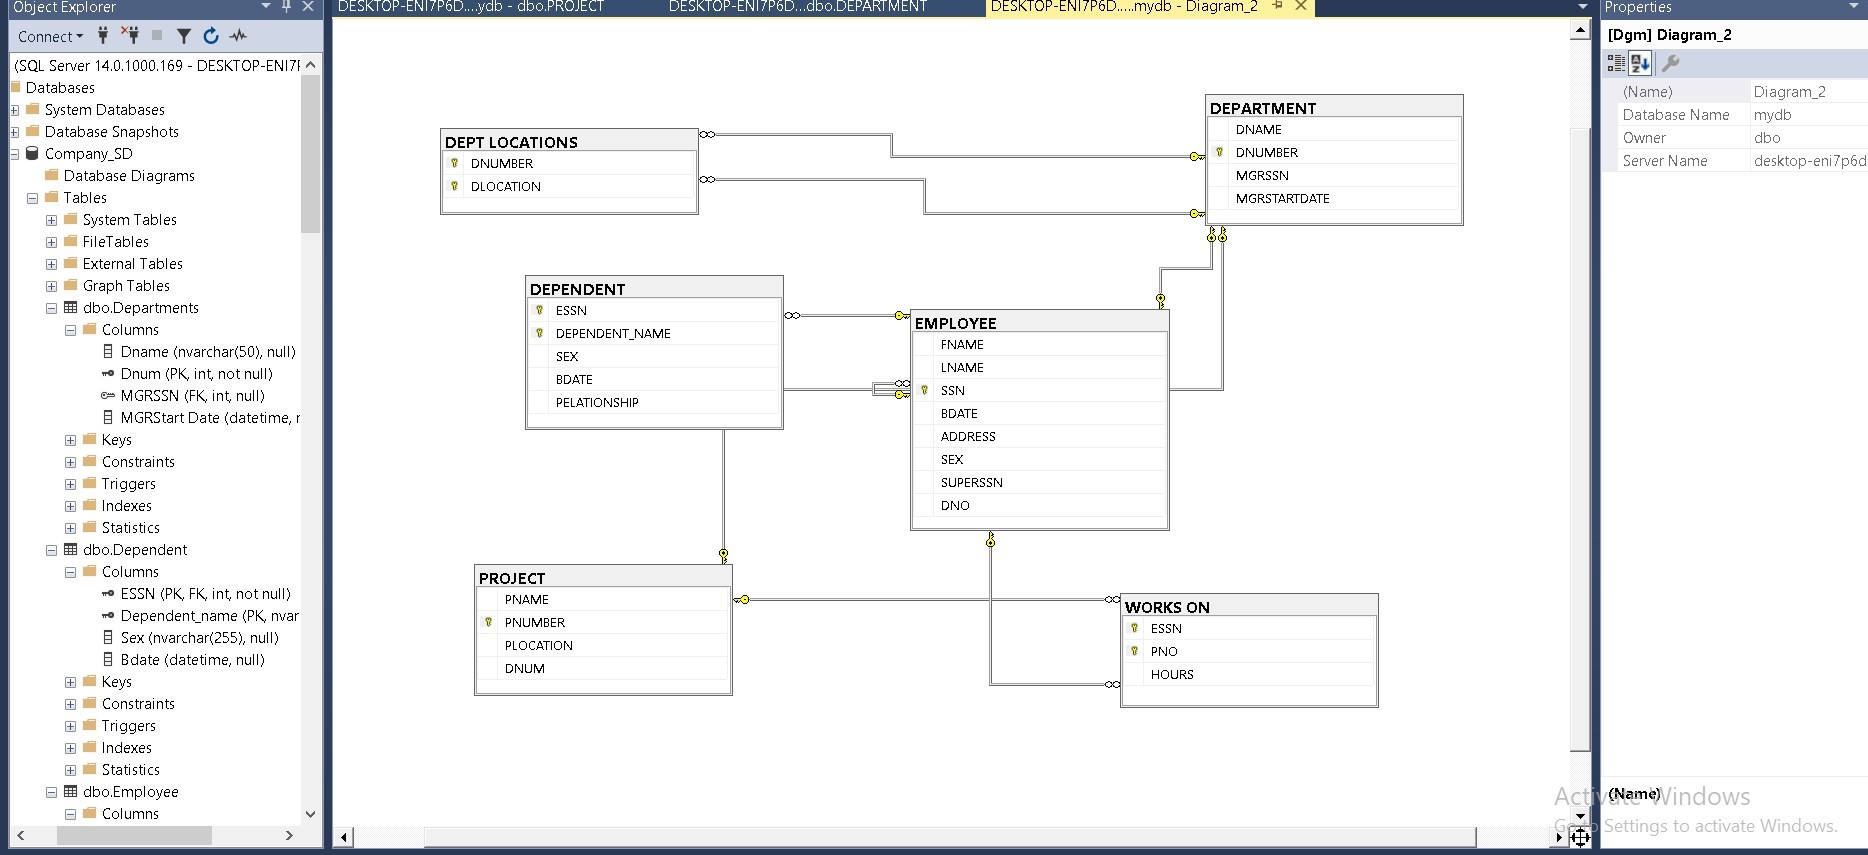 Object Explorer
Connect
(SQL Server 14.0.1000.169 - DESKTOP-ENI7
Databases
System Databases
Database Snapshots
Company_SD
Database Diagrams
Tables
System Tables
FileTables
External Tables
Graph Tables
dbo.Departments
Columns
Dname (nvarchar(50), null)
Dnum (PK, int, not null)
MGRSSN (FK, int, null)
MGRStart Date (datetime, r
Keys
Constraints
Triggers
Indexes
Statistics
dbo.Dependent
Columns
ESSN (PK, FK, int, not null)
Dependent_name (PK, nvar
Sex (nvarchar(255), null)
Bdate (datetime, null)
Keys
Constraints
Triggers
Indexes
Statistics
dbo.Employee
Columns
DESKTOP-ENI7P6D....ydb - dbo.PROJECT
DESKTOP-ENI7P6D...dbo.DEPARTMENT
DESKTOP-ENI7P6D.....mydb - Diagram_2
DEPT LOCATIONS
DNUMBER
DLOCATION
DEPARTMENT
DNAME
DNUMBER
MGRSSN
MGRSTARTDATE
DEPENDENT
ESSN
DEPENDENT_NAME
SEX
BDATE
PELATIONSHIP
EMPLOYEE
FNAME
LNAME
SSN
BDATE
ADDRESS
SEX
SUPERSSN
DNO
PROJECT
PNAME
PNUMBER
PLOCATION
DNUM
WORKS ON
ESSN
PNO
HOURS
Properties
[Dgm] Diagram_2
(Name) Diagram_2
Database Name mydb
Owner dbo
Server Name desktop-eni7p6d
(Name)
Activate Windows
Go to Settings to activate Windows.